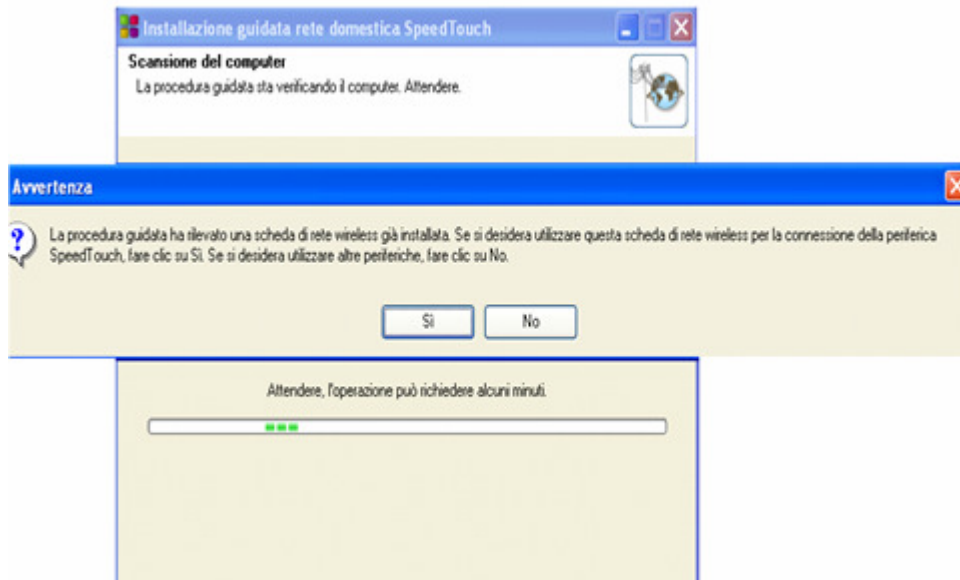 Installazione guidata rete domestica SpeedTouch
Scansione del computer
La procedura guidata sta verificando il computer. Attendere.
Avvertenza
La procedura guidata ha rilevato una scheda di rete wireless già installata. Se si desidera utilizzare questa scheda di rete wireless per la connessione della periferica
SpeedTouch, fare clic su Sì. Se si desidera utilizzare altre periferiche, fare clic su No.
Sì No
Attendere, l'operazione può richiedere alcuni minuti.